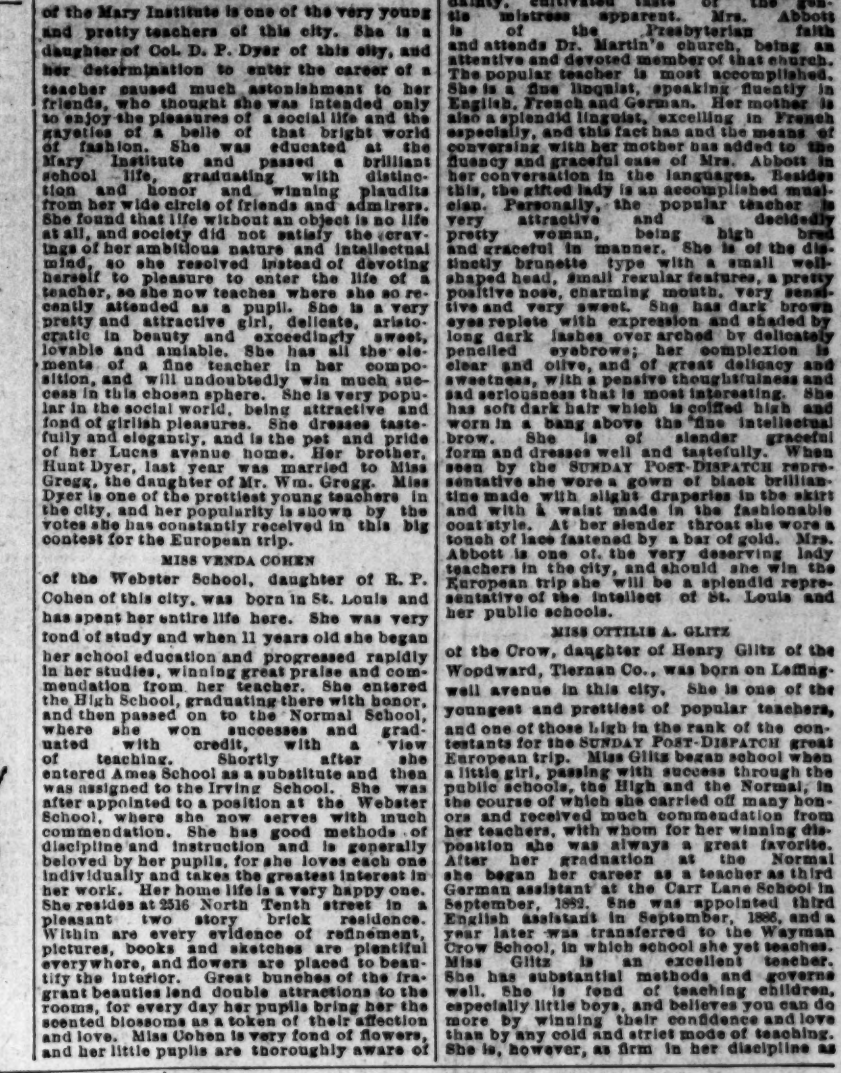 of the Mary Institute is one of the very young
and pretty teachers of this city. She is a
daughter of Col. D. P. Dyer of this city, and
her determination to enter the career of a
teacher caused much astonishment to her
friends, who thought she was intended only
to enjoy the pleasures of a social life and the
gayeties of a belle of that bright world
of fashion. She was educated at the
Mary Institute and passed a brilliant
school life, graduating with distinc-
tion and honor and winning plaudits
from her wide circle of friends and admirers.
She found that life without an object is no life
at all, and society did not satisfy the crav-
ings of her ambitious nature and intellectual
mind, so she resolved instead of devoting
herself to pleasure to enter the life of a
teacher, so she now teaches where she so re-
cently attended as a pupil. She is a very
pretty and attractive girl, delicate, aristo-
cratic in beauty and exceedingly sweet,
lovable and amiable. She has all the ele-
ments of a fine teacher in her compo-
sition, and will undoubtedly win much suc-
cess in this chosen sphere. She is very popu-
lar in the social world, being attractive and
fond of girlish pleasures. She dresses taste-
fully and elegantly, and is the pet and pride
of her Lucas avenue home. Her brother,
Hunt Dyer, last year was married to Miss
Gregg, the daughter of Mr. Wm. Gregg. Miss
Dyer is one of the prettiest young teachers in
the city, and her popularity is shown by the
votes she has constantly received in this big
contest for the European trip.
MISS VENDA COHEN
of the Webster School, daughter of R. P.
Cohen of this city, was born in St. Louis and
has spent her entire life here. She was very
fond of study and when 11 years old she began
her school education and progressed rapidly
in her studies, winning great praise and com-
mendation from her teacher. She entered
the High School, graduating there with honor,
and then passed on to the Normal School,
where she won successes and grad-
uated with credit, with a view
of teaching. Shortly after she
entered Ames School as a substitute and then
was assigned to the Irving School. She was
after appointed to a position at the Webster
School, where she now serves with much
commendation. She has good methods of
discipline and instruction and is generally
beloved by her pupils, for she loves each one
individually and takes the greatest interest in
her work. Her home life is a very happy one.
She resides at 2516 North Tenth street in a
pleasant two story brick residence.
Within are every evidence of refinement,
pictures, books and sketches are plentiful
everywhere, and flowers are placed to beau-
tify the interior. Great bunches of the fra-
grant beauties lend double attractions to the
rooms, for every day her pupils bring her the
scented blossoms as a token of their affection
and love. Miss Cohen is very fond of flowers,
and her little pupils are thoroughly aware of
dainty, cultivated taste of the gen-
tle mistress apparent. Mrs. Abbott
is of the Presbyterian faith
and attends Dr. Martin's church, being an
attentive and devoted member of that church.
The popular teacher is most accomplished.
She is a fine linquist, speaking fluently in
English, French and German. Her mother is
also a splendid linguist, excelling in French
especially, and this fact has and the means of
conversing with her mother has added to the
fluency and graceful ease of Mrs. Abbott in
her conversation in the languages. Besides
this, the gifted lady is an accomplished musi-
cian. Personally, the popular teacher is
very attractive and a decidedly
pretty woman, being high bred
and graceful in manner. She is of the dis-
tinctly brunette type with a small well-
shaped head, small regular features, a pretty
positive nose, charming mouth, very sensi-
tive and very sweet. She has dark brown
eyes replete with expression and shaded by
long dark lashes over arched by delicately
penciled eyebrows; her complexion is
clear and olive, and of great delicacy and
sweetness, with a pensive thoughtfulness and
sad seriousness that is most interesting. She
has soft dark hair which is coiffed high and
worn in a bang above the fine intellectual
brow. She is of slender graceful
form and dresses well and tastefully. When
seen by the SUNDAY POST-DISPATCH repre-
sentative she wore a gown of black brillian-
tine made with slight draperies in the skirt
and with a waist made in the fashionable
coat style. At her slender throat she wore a
touch of lace fastened by a bar of gold. Mrs.
Abbott is one of the very deserving lady
teachers in the city, and should she win the
European trip she will be a splendid repre-
sentative of the intellect of St. Louis and
her public schools.
MISS OTTILIE A. GLITZ
of the Crow, daughter of Henry Glitz of the
Woodward, Tiernan Co., was born on Leffing-
well avenue in this city. She is one of the
youngest and prettiest of popular teachers,
and one of those high in the rank of the con-
testants for the SUNDAY POST-DISPATCH great
European trip. Miss Glitz began school when
a little girl, passing with success through the
public schools, the High and the Normal, in
the course of which she carried off many hon-
ors and received much commendation from
her teachers, with whom for her winning dis-
position she was always a great favorite.
After her graduation at the Normal
she began her career as a teacher as third
German assistant at the Carr Lane School in
September, 1882. She was appointed third
English assistant in September, 1886, and a
year later was transferred to the Wayman
Crow School, in which school she yet teaches.
Miss Glitz is an excellent teacher.
She has substantial methods and governs
well. She is fond of teaching children,
especially little boys, and believes you can do
more by winning their confidence and love
than by any cold and strict mode of teaching.
She is, however, as firm in her discipline as